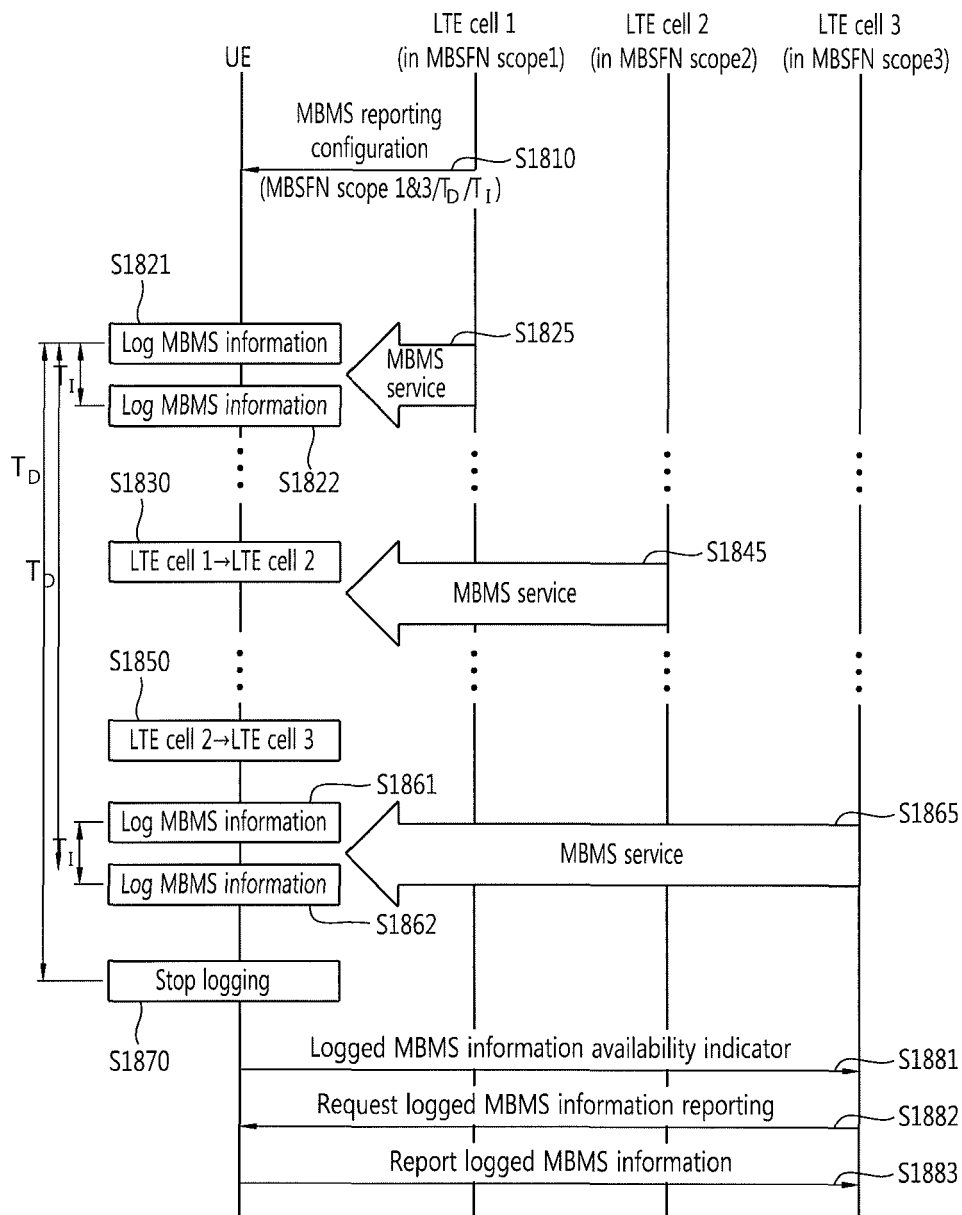 UE
LTE cell 1
(in MBSFN scope1)
LTE cell 2
(in MBSFN scope2)
LTE cell 3
(in MBSFN scope3)
MBMS reporting
configuration
S1810
(MBSFN scope 1&3/TD/TI)
S1821
Log MBMS information
S1825
MBMS
service
TI
Log MBMS information
S1822
TD
TD
S1830
LTE cell 1→LTE cell 2
S1845
MBMS service
S1850
LTE cell 2→LTE cell 3
S1861
Log MBMS information
S1865
MBMS service
TI
Log MBMS information
S1862
Stop logging
S1870
Logged MBMS information availability indicator
S1881
Request logged MBMS information reporting
S1882
Report logged MBMS information
S1883